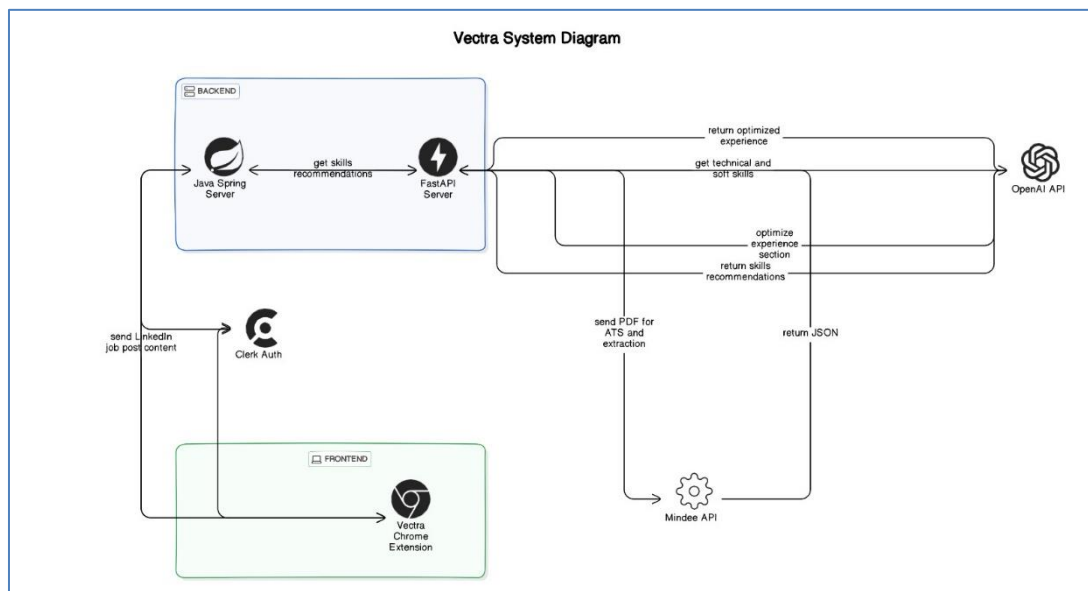 Vectra System Diagram
BACKEND
Java Spring
Server
get skills
recommendations
FastAPI
Server
return optimized
experience
get technical and
soft skills
OpenAI API
optimize
experience
section
return skills
recommendations
send LinkedIn
job post content
Clerk Auth
send PDF for
ATS and
extraction
return JSON
FRONTEND
Vectra
Chrome
Extension
Mindee API